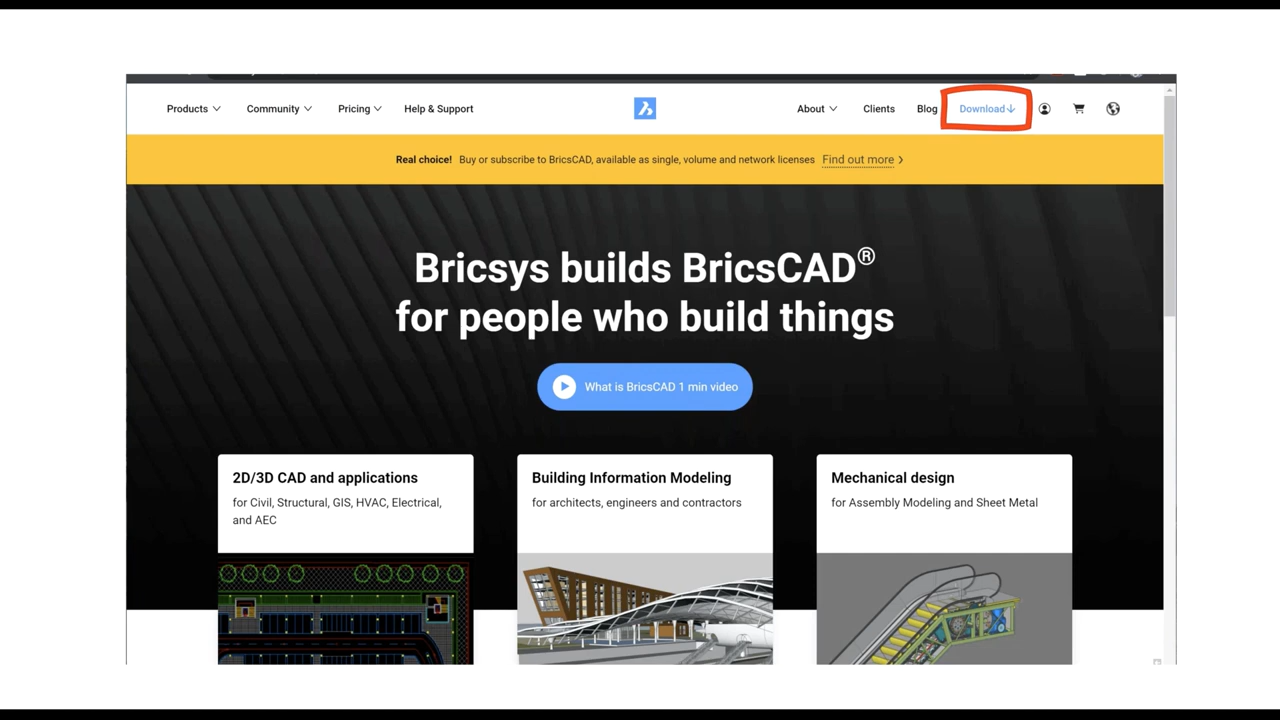 Products Community Pricing Help & Support About Clients Blog Download
Real choice! Buy or subscribe to BricsCAD, available as single, volume and network licenses Find out more
Bricsys builds BricsCAD®
for people who build things
What is BricsCAD 1 min video
2D/3D CAD and applications
for Civil, Structural, GIS, HVAC, Electrical,
and AEC
Building Information Modeling
for architects, engineers and contractors
Mechanical design
for Assembly Modeling and Sheet Metal